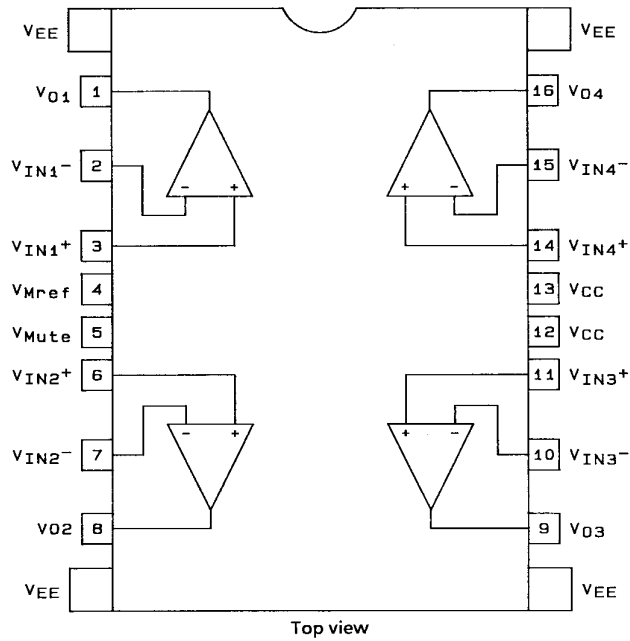 VEE VEE
VO1 1 16 VO4
VIN1- 2 15 VIN4-
- + + -
VIN1+ 3 14 VIN4+
VMref 4 13 VCC
VMute 5 12 VCC
VIN2+ 6 11 VIN3+
- + + -
VIN2- 7 10 VIN3-
VO2 8 9 VO3
VEE VEE
Top view